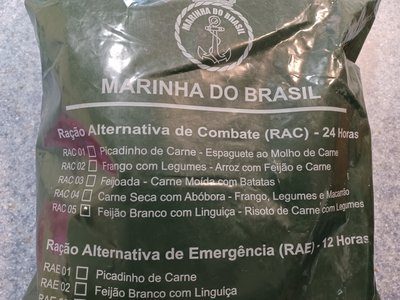 MARINHA DO BRASIL
MARINHA DO BRASIL
Ração Alternativa de Combate (RAC) - 24 Horas
RAC 01 Picadinho de Carne - Espaguete ao Molho de Carne
RAC 02 Frango com Legumes - Arroz com Feijão e Carne
RAC 03 Feijoada - Carne Moída com Batatas
RAC 04 Carne Seca com Abóbora - Frango, Legumes e Macarrão
RAC 05 Feijão Branco com Linguiça - Risoto de Carne com Legumes
Ração Alternativa de Emergência (RAE) - 12 Horas
RAE 01 Picadinho de Carne
RAE 02 Feijão Branco com Linguiça